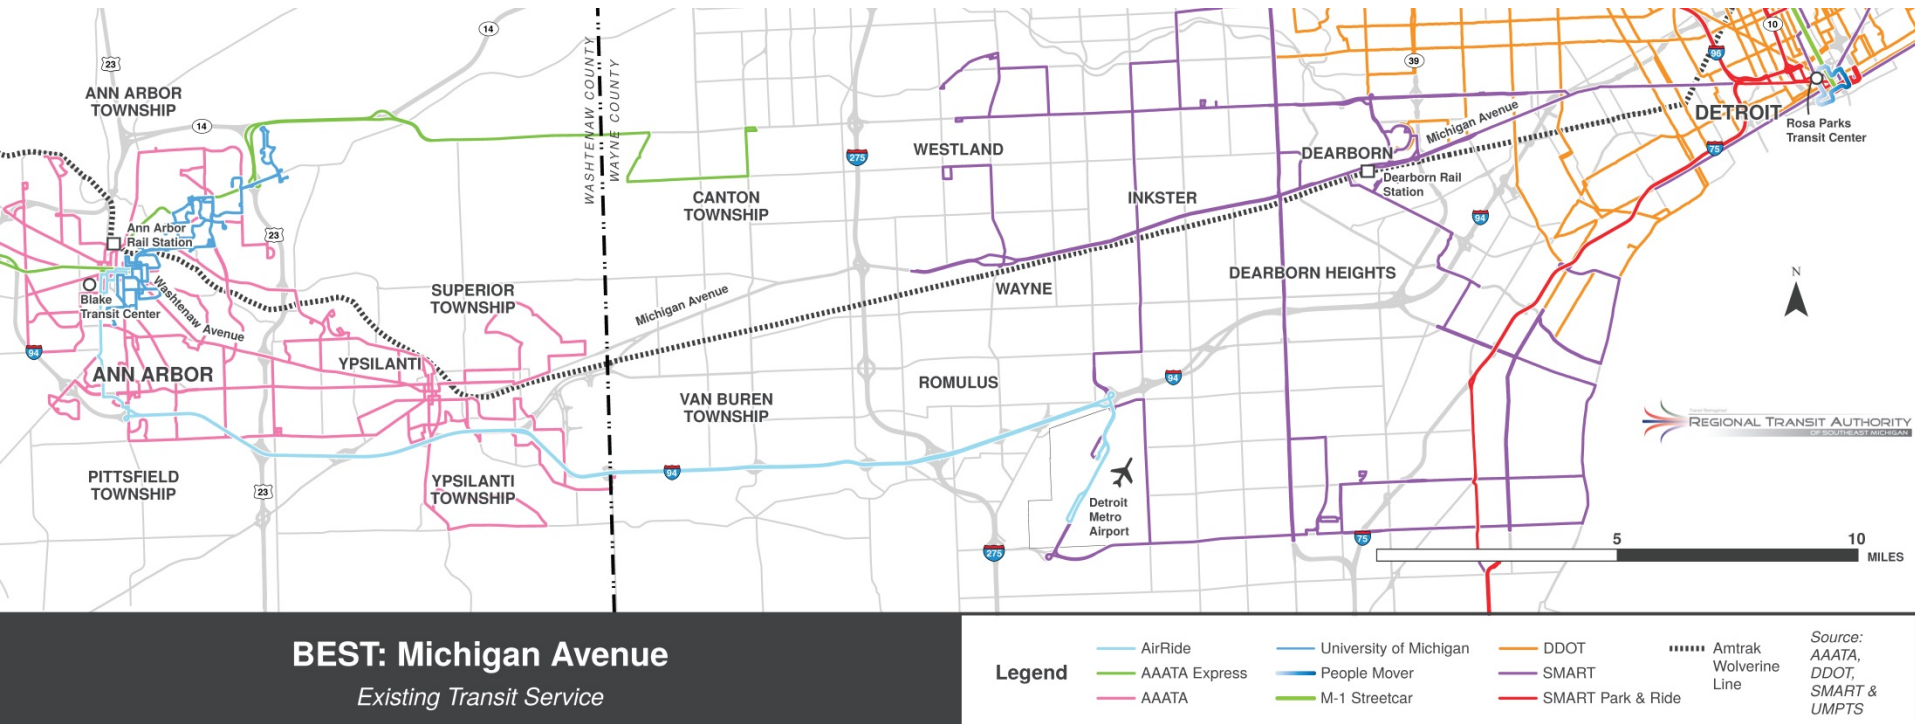 14
23
ANN ARBOR
TOWNSHIP
14
WASHTENAW COUNTY
WAYNE COUNTY
39
10
96
DETROIT
Rosa Parks
Transit Center
75
Michigan Avenue
DEARBORN
Dearborn Rail
Station
94
275
WESTLAND
CANTON
TOWNSHIP
INKSTER
Ann Arbor
Rail Station
23
Blake
Transit Center
Washtenaw Avenue
SUPERIOR
TOWNSHIP
Michigan Avenue
WAYNE
DEARBORN HEIGHTS
N
94
ANN ARBOR
YPSILANTI
ROMULUS
94
VAN BUREN
TOWNSHIP
REGIONAL TRANSIT AUTHORITY
OF SOUTHEAST MICHIGAN
PITTSFIELD
TOWNSHIP
23
YPSILANTI
TOWNSHIP
94
Detroit
Metro
Airport
275
75
5
10
MILES
BEST: Michigan Avenue
Existing Transit Service
Legend
AirRide
AAATA Express
AAATA
University of Michigan
People Mover
M-1 Streetcar
DDOT
SMART
SMART Park & Ride
Amtrak
Wolverine
Line
Source:
AAATA,
DDOT,
SMART &
UMPTS